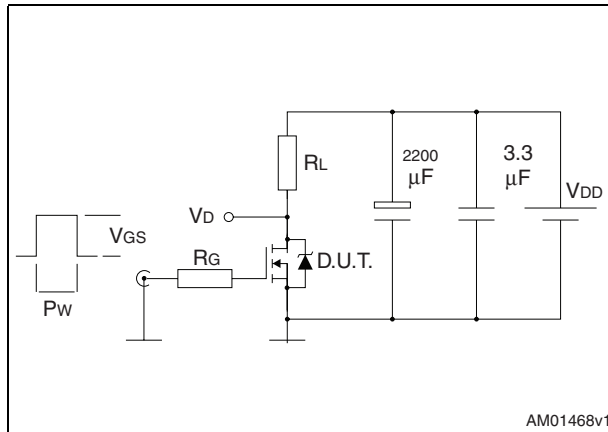 RL
2200
μF
3.3
μF
VDD
VD
VGS
RG
D.U.T.
PW
AM01468v1